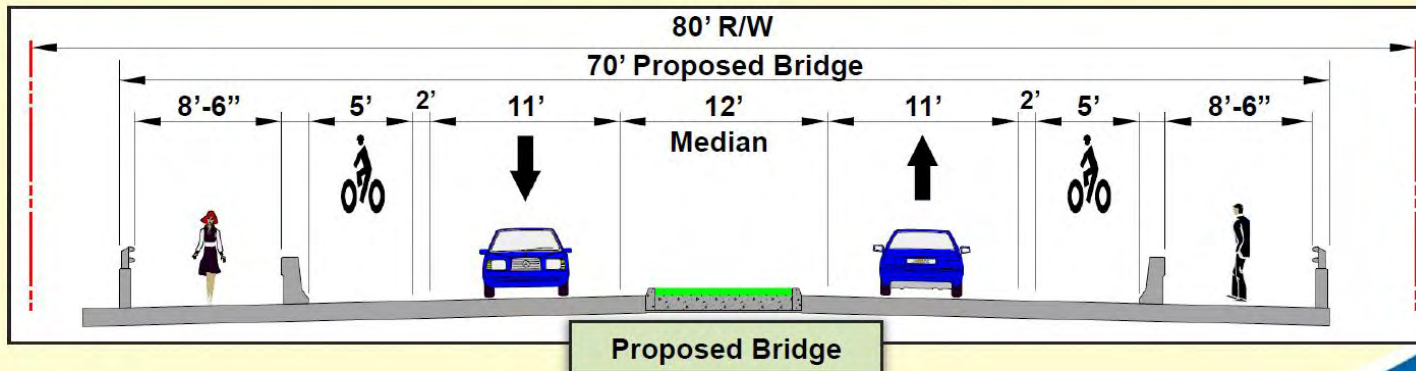 80’ R/W
70’ Proposed Bridge
8’-6” 5’ 2’ 11’ 12’ 11’ 2’ 5’ 8’-6”
Median
Proposed Bridge